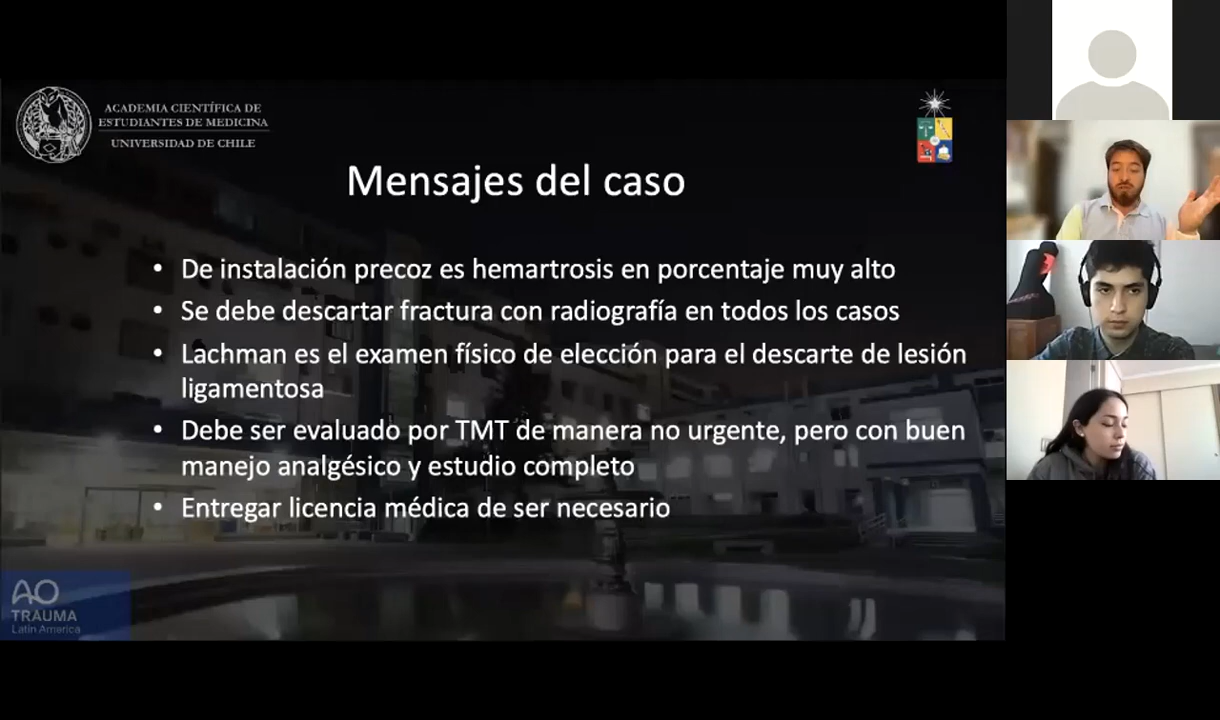 ACADEMIA CIENTÍFICA DE
ESTUDIANTES DE MEDICINA
UNIVERSIDAD DE CHILE
Mensajes del caso
• De instalación precoz es hemartrosis en porcentaje muy alto
• Se debe descartar fractura con radiografía en todos los casos
• Lachman es el examen físico de elección para el descarte de lesión
ligamentosa
• Debe ser evaluado por TMT de manera no urgente, pero con buen
manejo analgésico y estudio completo
• Entregar licencia médica de ser necesario
AO
TRAUMA
Latin America